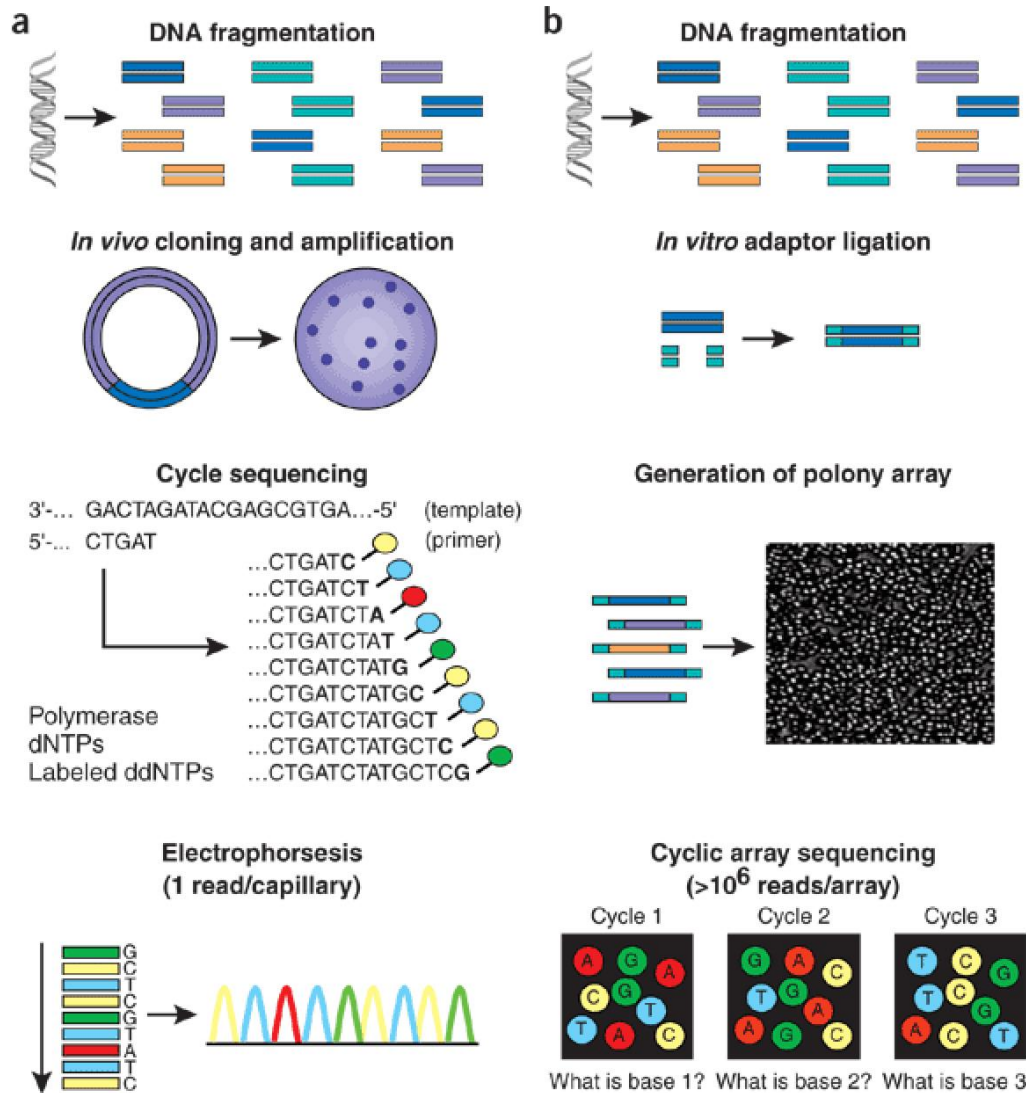 a
DNA fragmentation
In vivo cloning and amplification
Cycle sequencing
3'-... GACTAGATACGAGCGTGA...-5' (template)
5'-... CTGAT (primer)
...CTGATC
...CTGATCT
...CTGATCTA
...CTGATCTAT
...CTGATCTATG
...CTGATCTATGC
...CTGATCTATGCT
...CTGATCTATGCTC
...CTGATCTATGCTCG
Polymerase
dNTPs
Labeled ddNTPs
Electrophorsesis
(1 read/capillary)
G
C
T
C
G
T
A
T
C
b
DNA fragmentation
In vitro adaptor ligation
Generation of polony array
Cyclic array sequencing
(>10⁶ reads/array)
Cycle 1
A G A
C G T
T A C
What is base 1?
Cycle 2
G A C
T G A
A G C
What is base 2?
Cycle 3
T C G
T C G
A C T
What is base 3